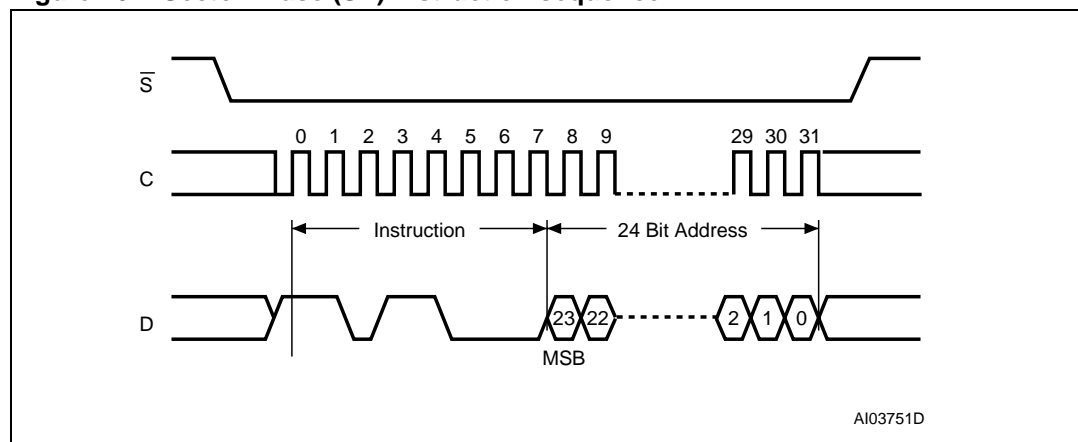 S
0 1 2 3 4 5 6 7 8 9 29 30 31
C
Instruction 24 Bit Address
D 23 22 2 1 0
MSB
AI03751D